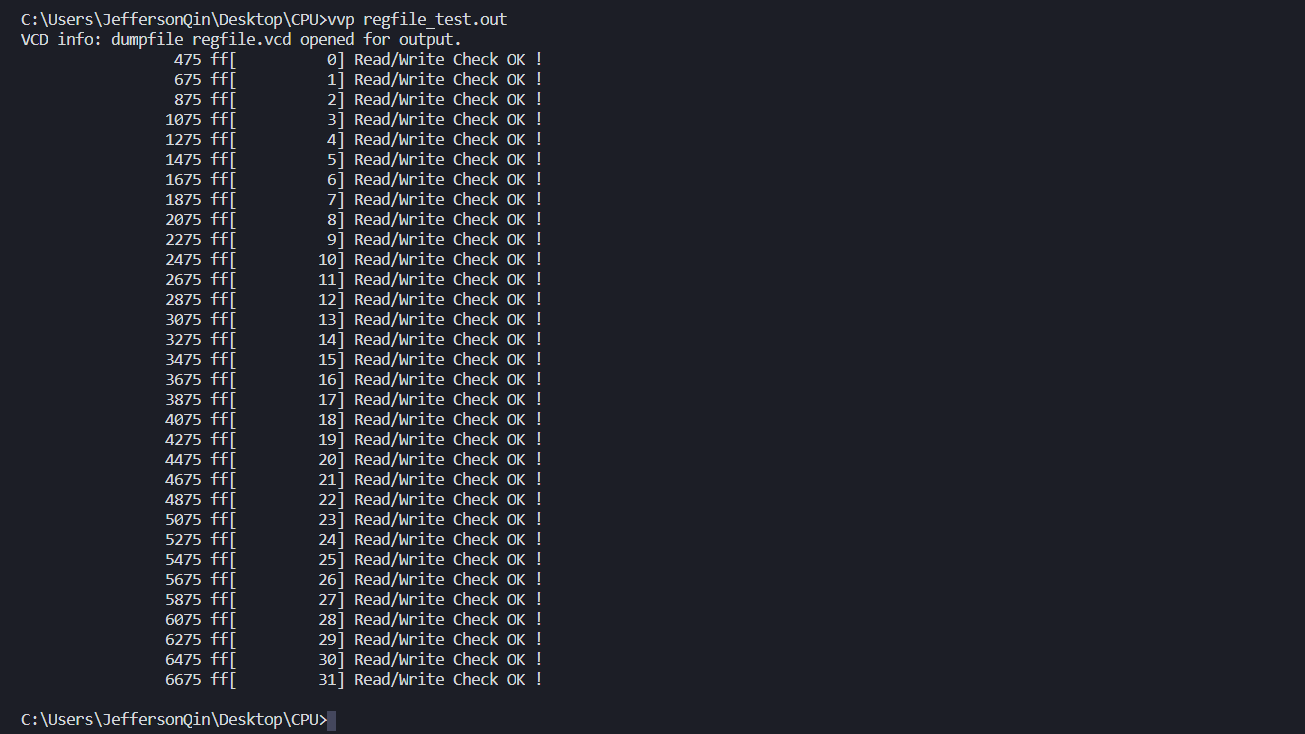 C:\Users\JeffersonQin\Desktop\CPU>vvp regfile_test.out
VCD info: dumpfile regfile.vcd opened for output.
                 475 ff[          0] Read/Write Check OK !
                 675 ff[          1] Read/Write Check OK !
                 875 ff[          2] Read/Write Check OK !
                1075 ff[          3] Read/Write Check OK !
                1275 ff[          4] Read/Write Check OK !
                1475 ff[          5] Read/Write Check OK !
                1675 ff[          6] Read/Write Check OK !
                1875 ff[          7] Read/Write Check OK !
                2075 ff[          8] Read/Write Check OK !
                2275 ff[          9] Read/Write Check OK !
                2475 ff[         10] Read/Write Check OK !
                2675 ff[         11] Read/Write Check OK !
                2875 ff[         12] Read/Write Check OK !
                3075 ff[         13] Read/Write Check OK !
                3275 ff[         14] Read/Write Check OK !
                3475 ff[         15] Read/Write Check OK !
                3675 ff[         16] Read/Write Check OK !
                3875 ff[         17] Read/Write Check OK !
                4075 ff[         18] Read/Write Check OK !
                4275 ff[         19] Read/Write Check OK !
                4475 ff[         20] Read/Write Check OK !
                4675 ff[         21] Read/Write Check OK !
                4875 ff[         22] Read/Write Check OK !
                5075 ff[         23] Read/Write Check OK !
                5275 ff[         24] Read/Write Check OK !
                5475 ff[         25] Read/Write Check OK !
                5675 ff[         26] Read/Write Check OK !
                5875 ff[         27] Read/Write Check OK !
                6075 ff[         28] Read/Write Check OK !
                6275 ff[         29] Read/Write Check OK !
                6475 ff[         30] Read/Write Check OK !
                6675 ff[         31] Read/Write Check OK !
C:\Users\JeffersonQin\Desktop\CPU>